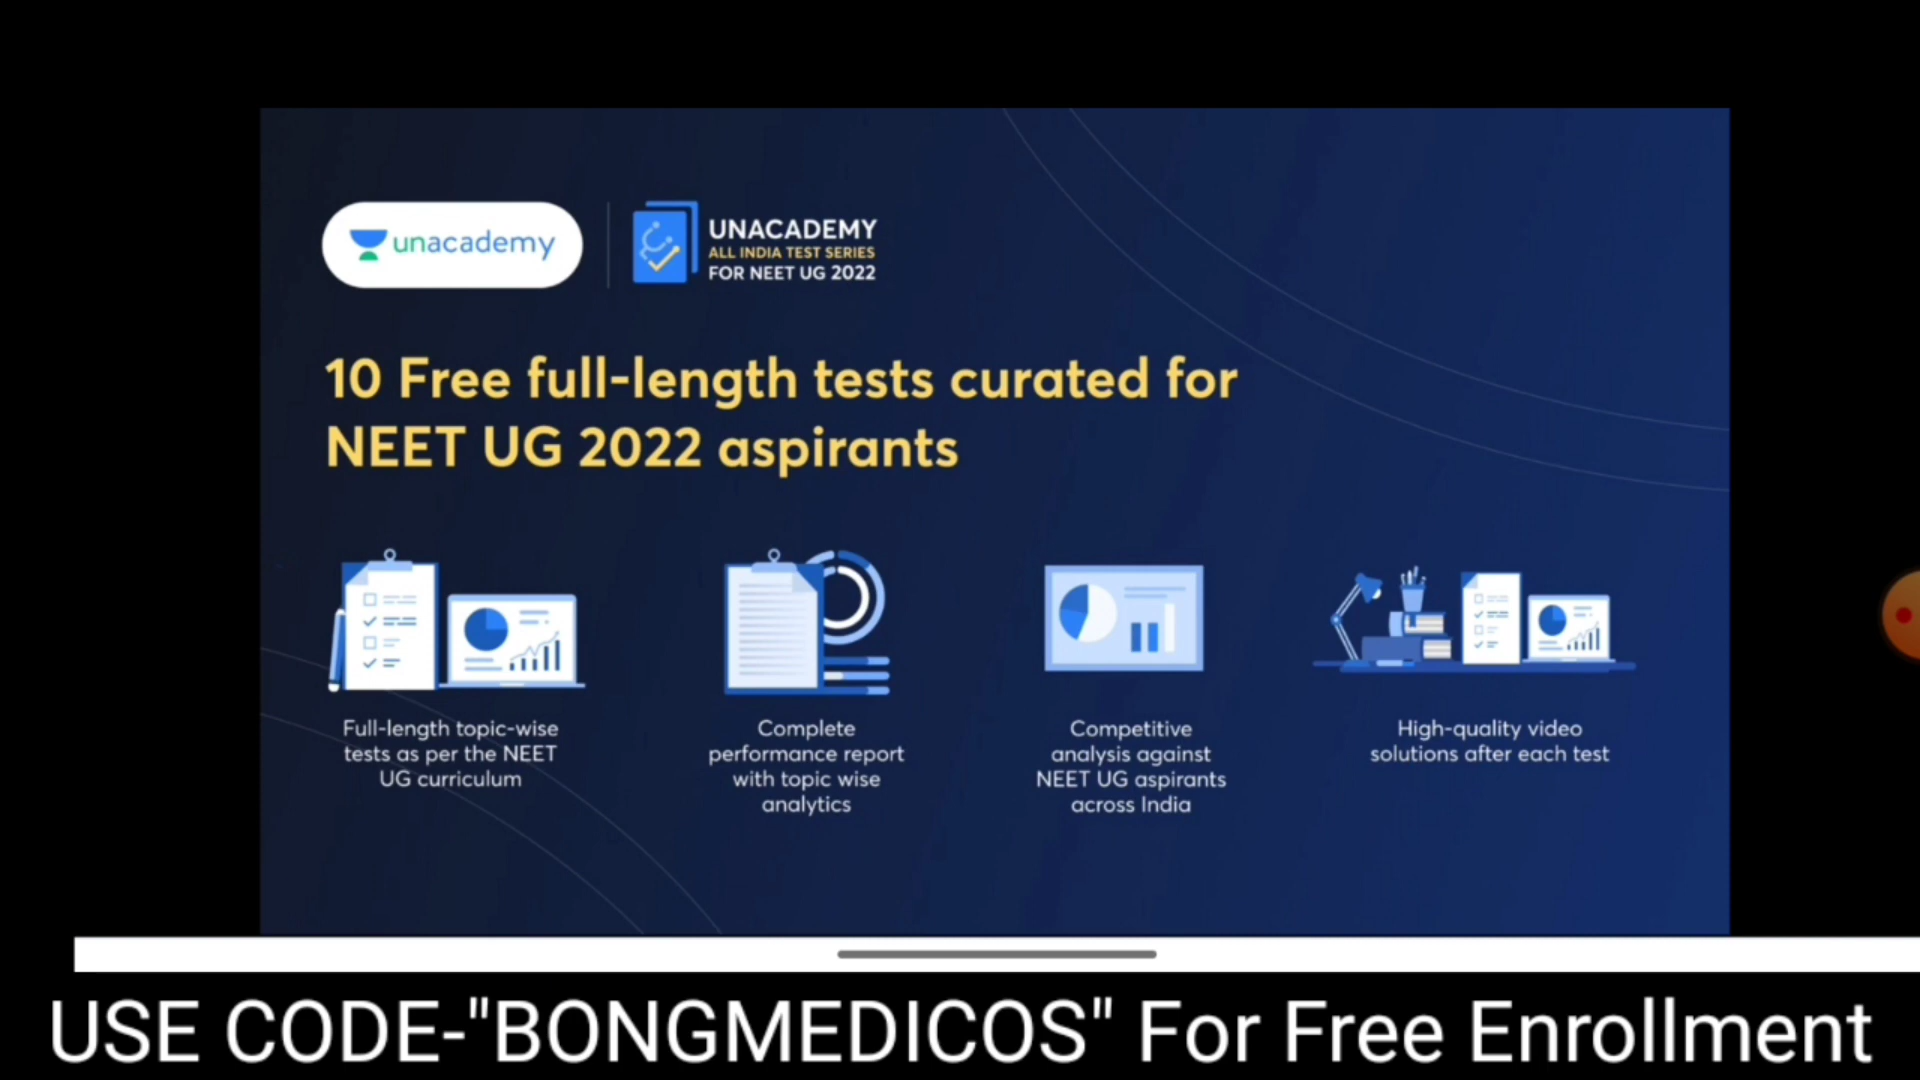 unacademy
UNACADEMY
ALL INDIA TEST SERIES
FOR NEET UG 2022
10 Free full-length tests curated for
NEET UG 2022 aspirants
Full-length topic-wise
tests as per the NEET
UG curriculum
Complete
performance report
with topic wise
analytics
Competitive
analysis against
NEET UG aspirants
across India
High-quality video
solutions after each test
USE CODE-"BONGMEDICOS" For Free Enrollment